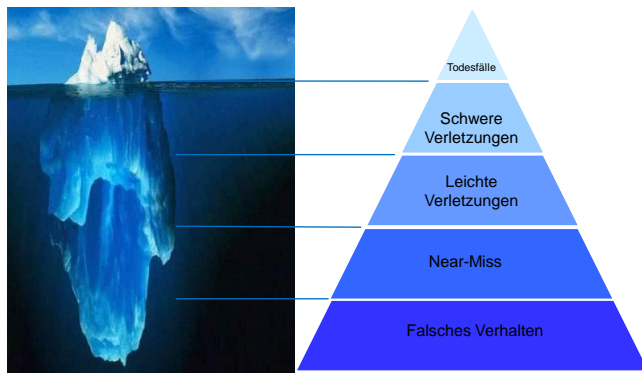 Todesfälle
Schwere
Verletzungen
Leichte
Verletzungen
Near-Miss
Falsches Verhalten